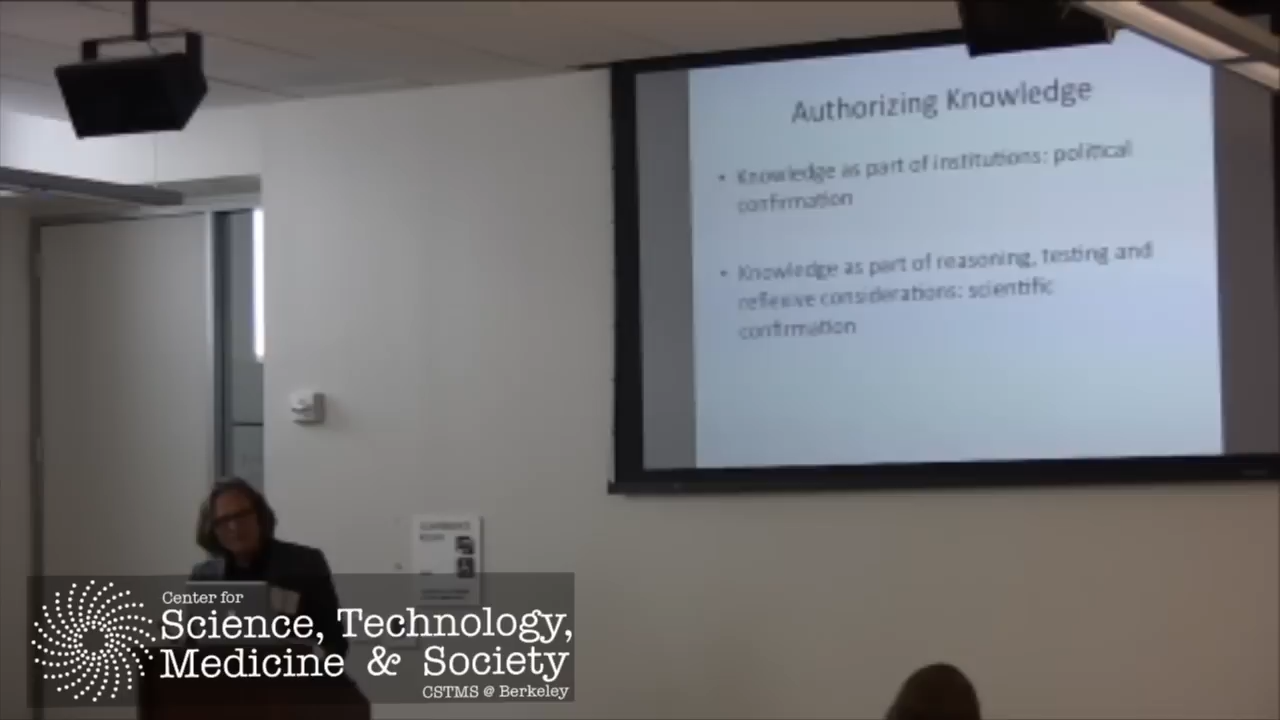 Authorizing Knowledge
• Knowledge as part of institutions: political
confirmation
• Knowledge as part of reasoning, testing and
reflexive considerations: scientific
confirmation
Center for
Science, Technology,
Medicine & Society
CSTMS @ Berkeley